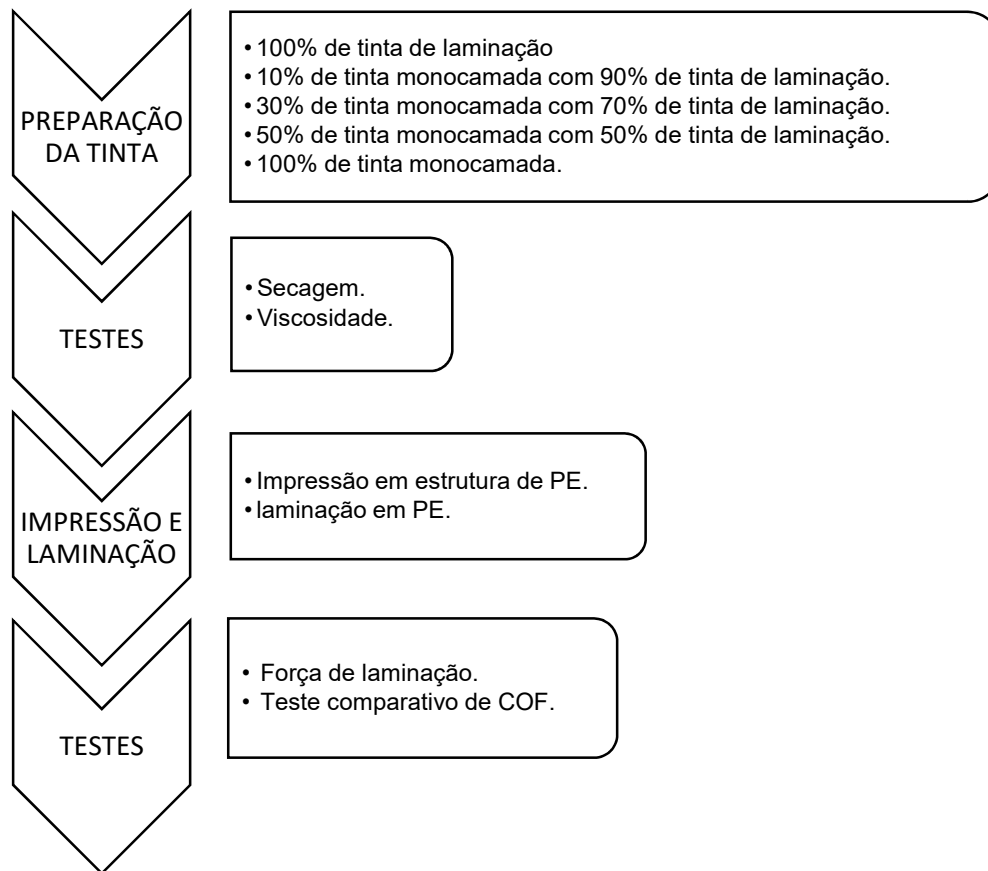 PREPARAÇÃO
DA TINTA
• 100% de tinta de laminação
• 10% de tinta monocamada com 90% de tinta de laminação.
• 30% de tinta monocamada com 70% de tinta de laminação.
• 50% de tinta monocamada com 50% de tinta de laminação.
• 100% de tinta monocamada.
TESTES
• Secagem.
• Viscosidade.
IMPRESSÃO E
LAMINAÇÃO
• Impressão em estrutura de PE.
• laminação em PE.
TESTES
• Força de laminação.
• Teste comparativo de COF.